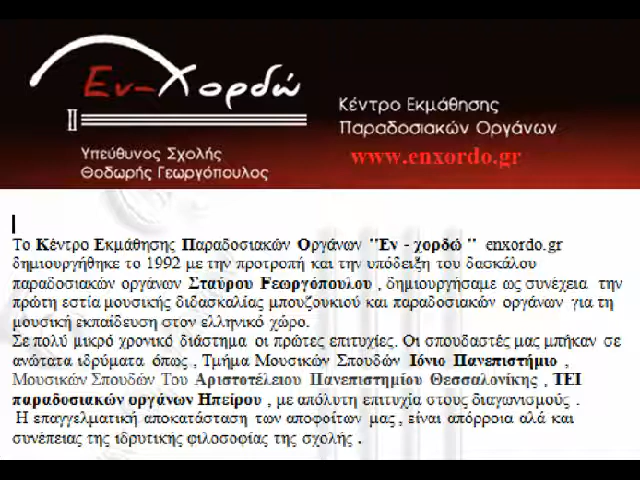 Εν-Χορδώ
Κέντρο Εκμάθησης
Παραδοσιακών Οργάνων
www.enxordo.gr
Υπεύθυνος Σχολής
Θοδωρής Γεωργόπουλος
Το Κέντρο Εκμάθησης Παραδοσιακών Οργάνων "Εν - χορδώ " enxordo.gr
δημιουργήθηκε το 1992 με την προτροπή και την υπόδειξη του δασκάλου
παραδοσιακών οργάνων Σταύρου Γεωργόπουλου , δημιουργήσαμε ως συνέχεια την
πρώτη εστία μουσικής διδασκαλίας μπουζουκιού και παραδοσιακών οργάνων για τη
μουσική εκπαίδευση στον ελληνικό χώρο.
Σε πολύ μικρό χρονικό διάστημα οι πρώτες επιτυχίες. Οι σπουδαστές μας μπήκαν σε
ανώτατα ιδρύματα όπως , Τμήμα Μουσικών Σπουδών Ιόνιο Πανεπιστήμιο ,
Μουσικών Σπουδών Του Αριστοτέλειου Πανεπιστημίου Θεσσαλονίκης , ΤΕΙ
παραδοσιακών οργάνων Ηπείρου , με απόλυτη επιτυχία στους διαγωνισμούς .
Η επαγγελματική αποκατάσταση των αποφοίτων μας , είναι απόρροια αλά και
συνέπειας της ιδρυτικής φιλοσοφίας της σχολής .